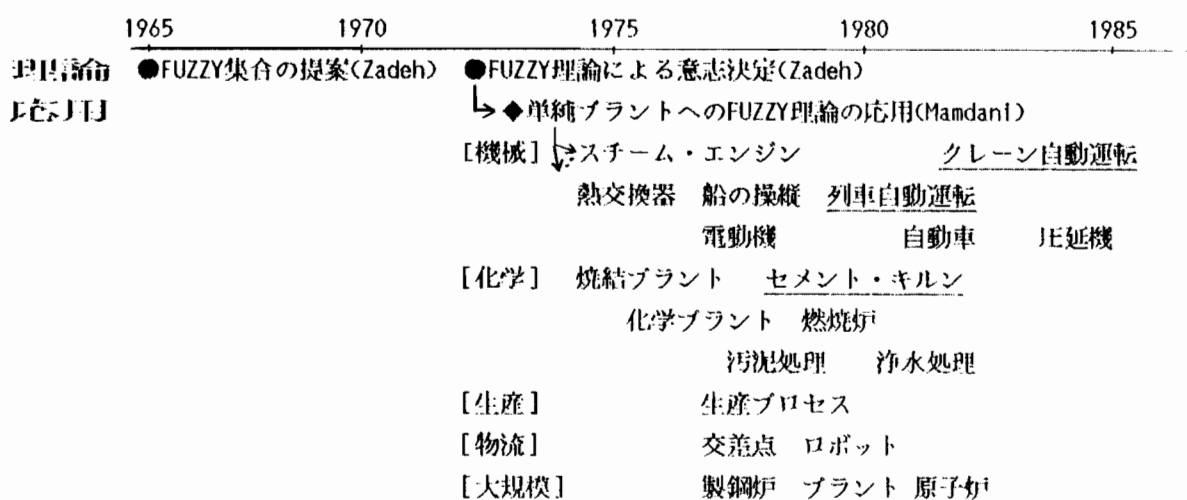 1965 1970 1975 1980 1985
理論 ●FUZZY集合の提案(Zadeh) ●FUZZY理論による意志決定(Zadeh)
応用 ◆単純プラントへのFUZZY理論の応用(Mamdani)
[機械] スチーム・エンジン クレーン自動運転
熱交換器 船の操縦 列車自動運転
電動機 自動車 圧延機
[化学] 焼結プラント セメント・キルン
化学プラント 燃焼炉
汚泥処理 浄水処理
[生産] 生産プロセス
[物流] 交差点 ロボット
[大規模] 製鋼炉 プラント 原子炉